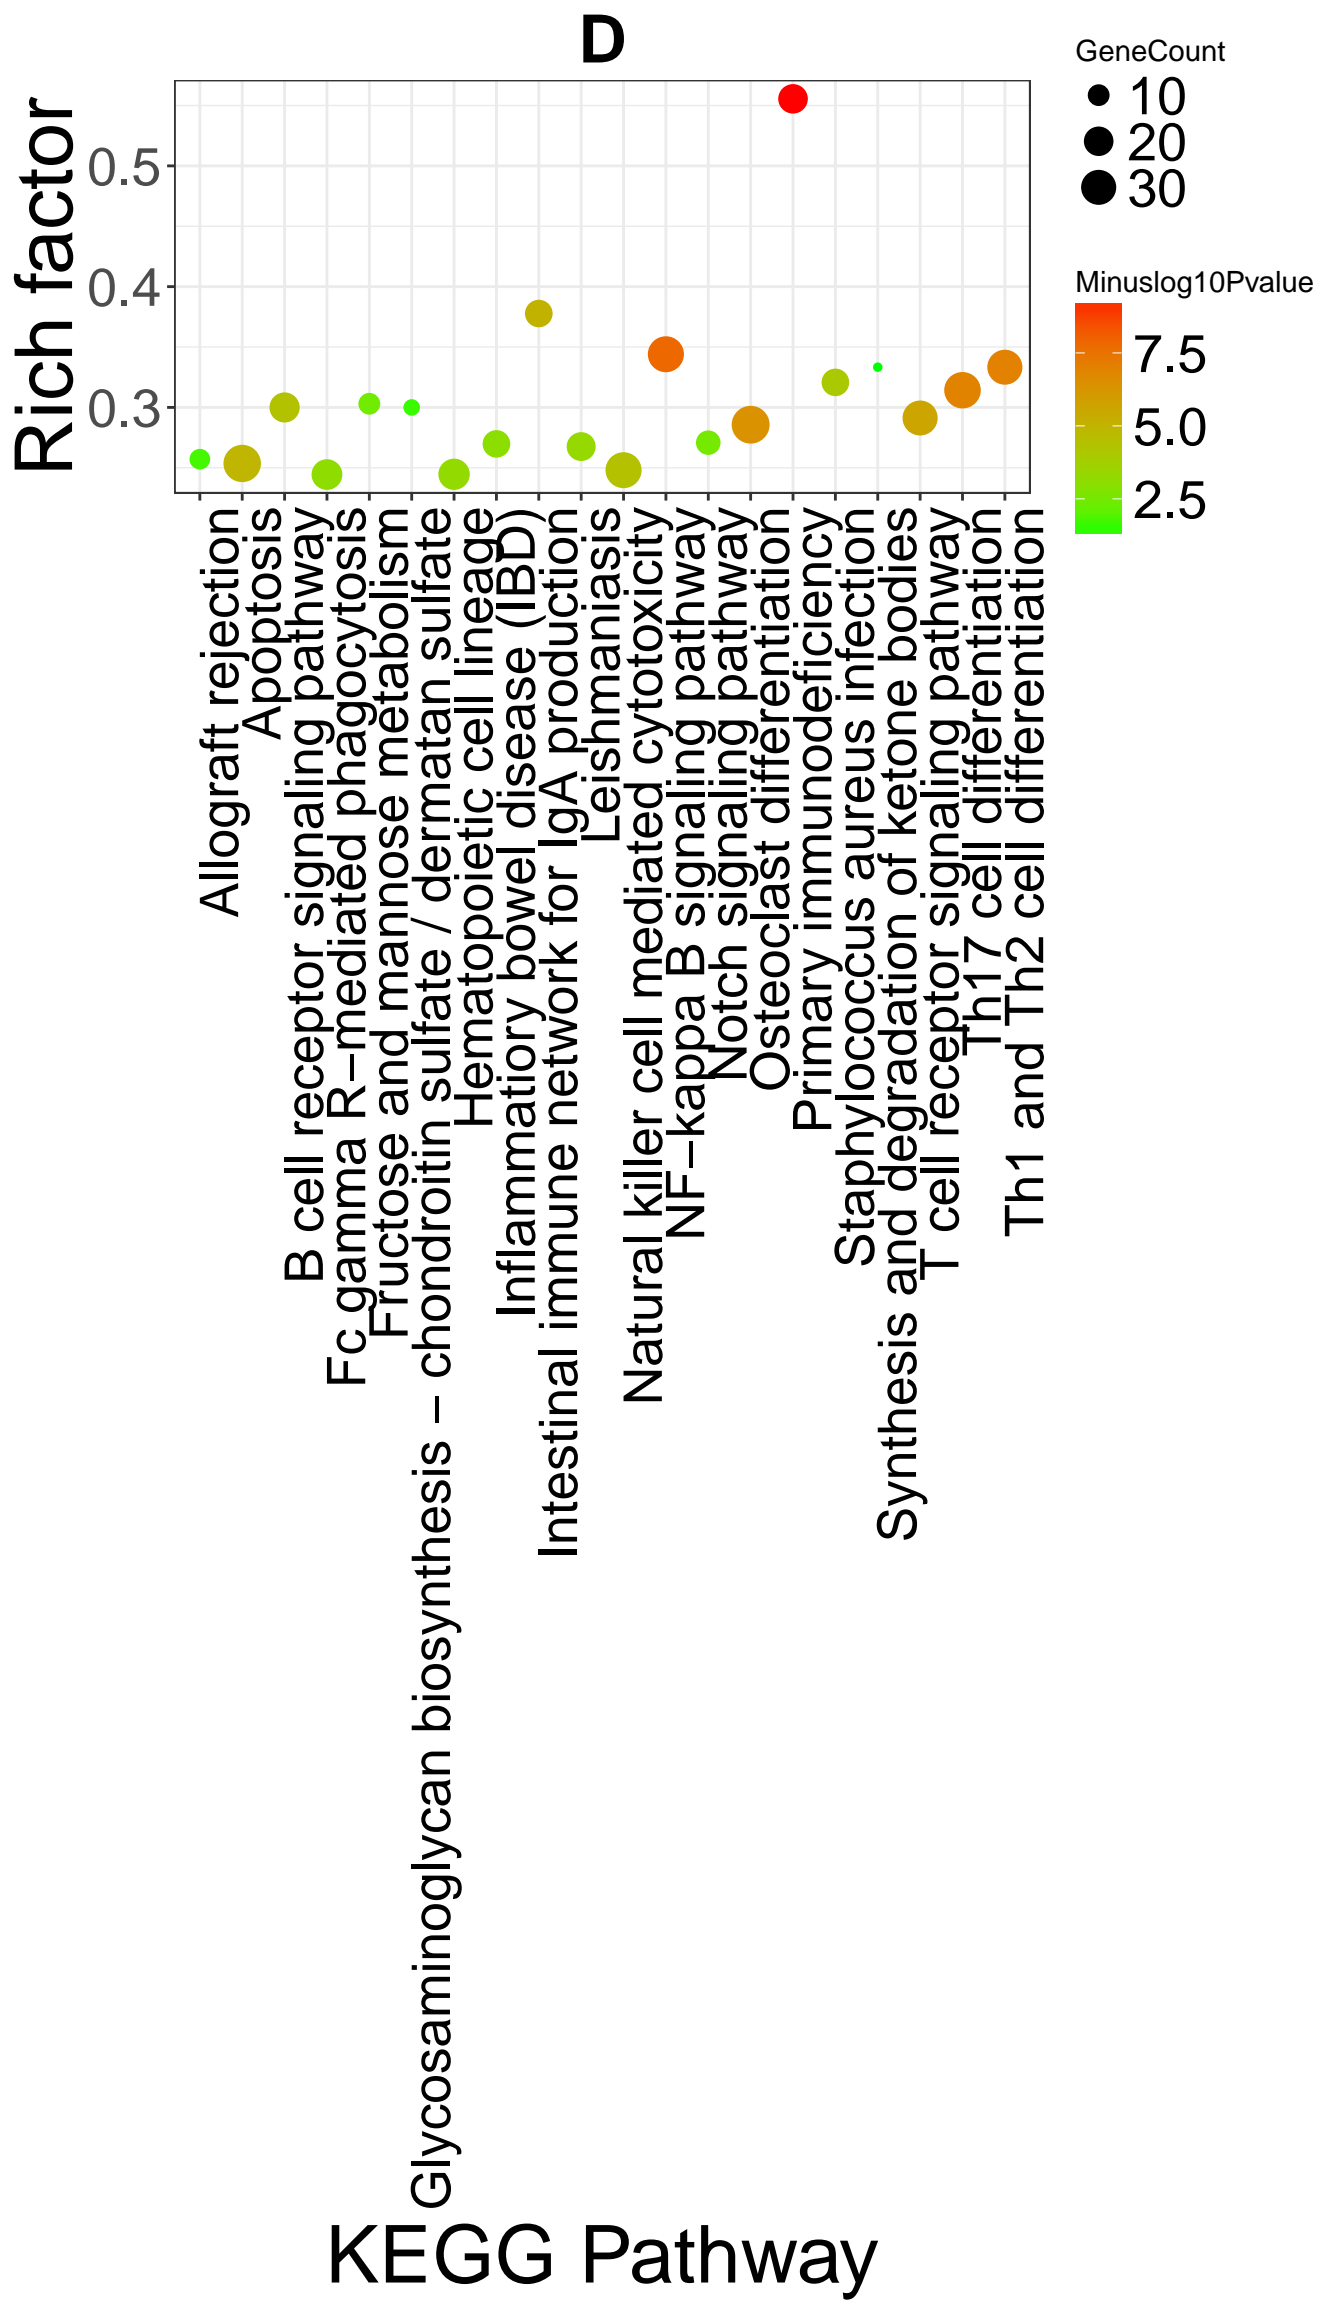 D
Rich factor
0.5
0.4
0.3
Allograft rejection
Apoptosis
B cell receptor signaling pathway
Fc gamma R−mediated phagocytosis
Fructose and mannose metabolism
Glycosaminoglycan biosynthesis − chondroitin sulfate / dermatan sulfate
Hematopoietic cell lineage
Inflammatory bowel disease (IBD)
Intestinal immune network for IgA production
Leishmaniasis
Natural killer cell mediated cytotoxicity
NF−kappa B signaling pathway
Notch signaling pathway
Osteoclast differentiation
Primary immunodeficiency
Staphylococcus aureus infection
Synthesis and degradation of ketone bodies
T cell receptor signaling pathway
Th17 cell differentiation
Th1 and Th2 cell differentiation
KEGG Pathway
GeneCount
10
20
30
Minuslog10Pvalue
7.5
5.0
2.5